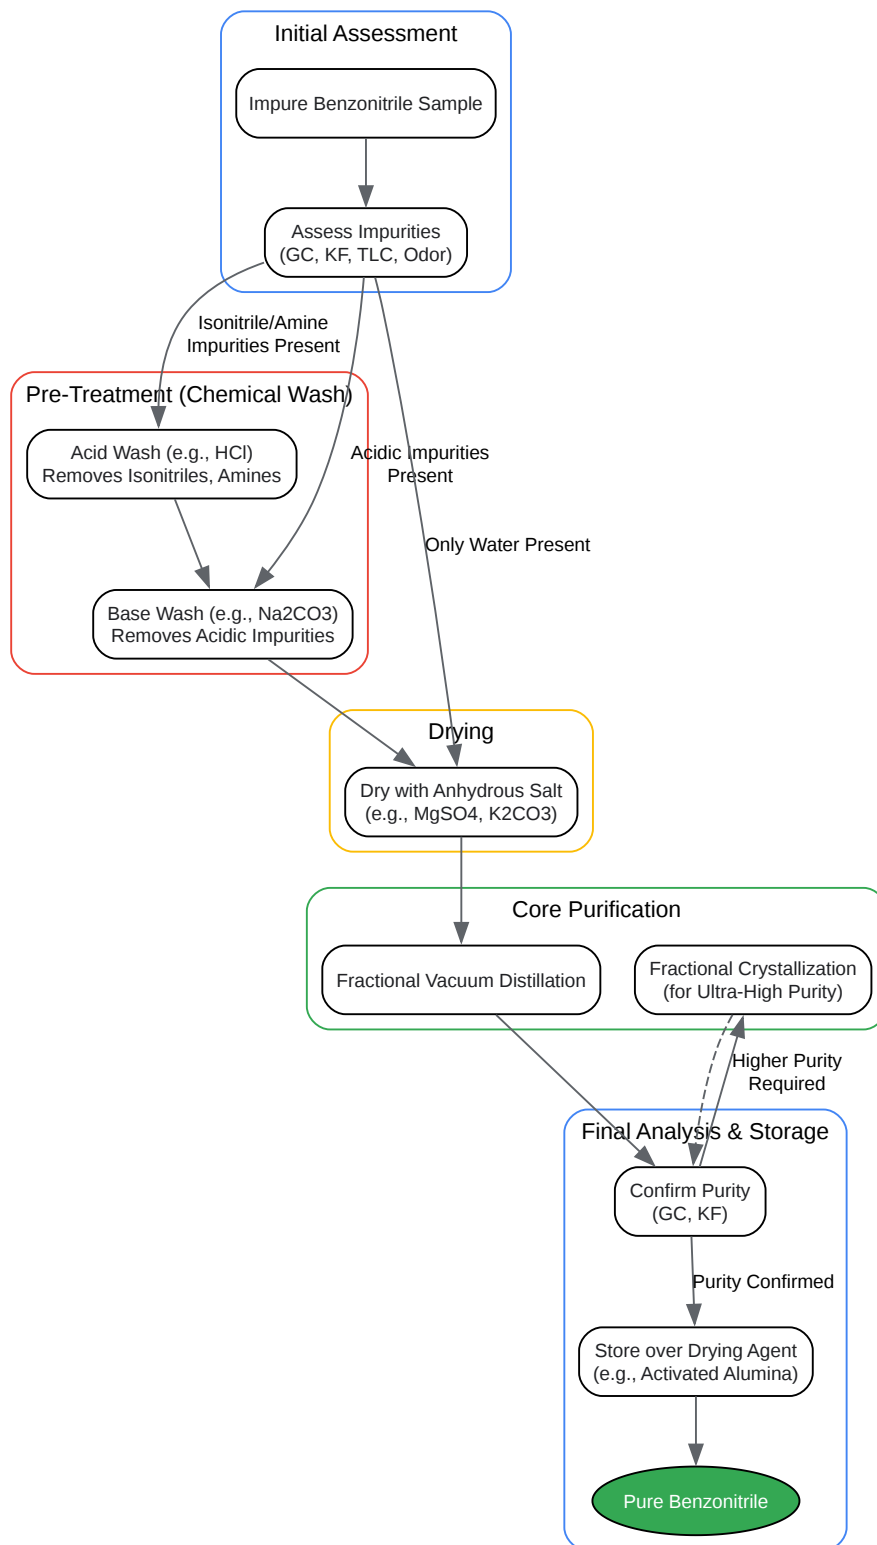 Initial Assessment
Impure Benzonitrile Sample
Assess Impurities
(GC, KF, TLC, Odor)
Isonitrile/Amine
Impurities Present
Pre-Treatment (Chemical Wash)
Acid Wash (e.g., HCl)
Removes Isonitriles, Amines
Acidic Impurities
Present
Only Water Present
Base Wash (e.g., Na2CO3)
Removes Acidic Impurities
Drying
Dry with Anhydrous Salt
(e.g., MgSO4, K2CO3)
Core Purification
Fractional Vacuum Distillation
Fractional Crystallization
(for Ultra-High Purity)
Higher Purity
Required
Final Analysis & Storage
Confirm Purity
(GC, KF)
Purity Confirmed
Store over Drying Agent
(e.g., Activated Alumina)
Pure Benzonitrile